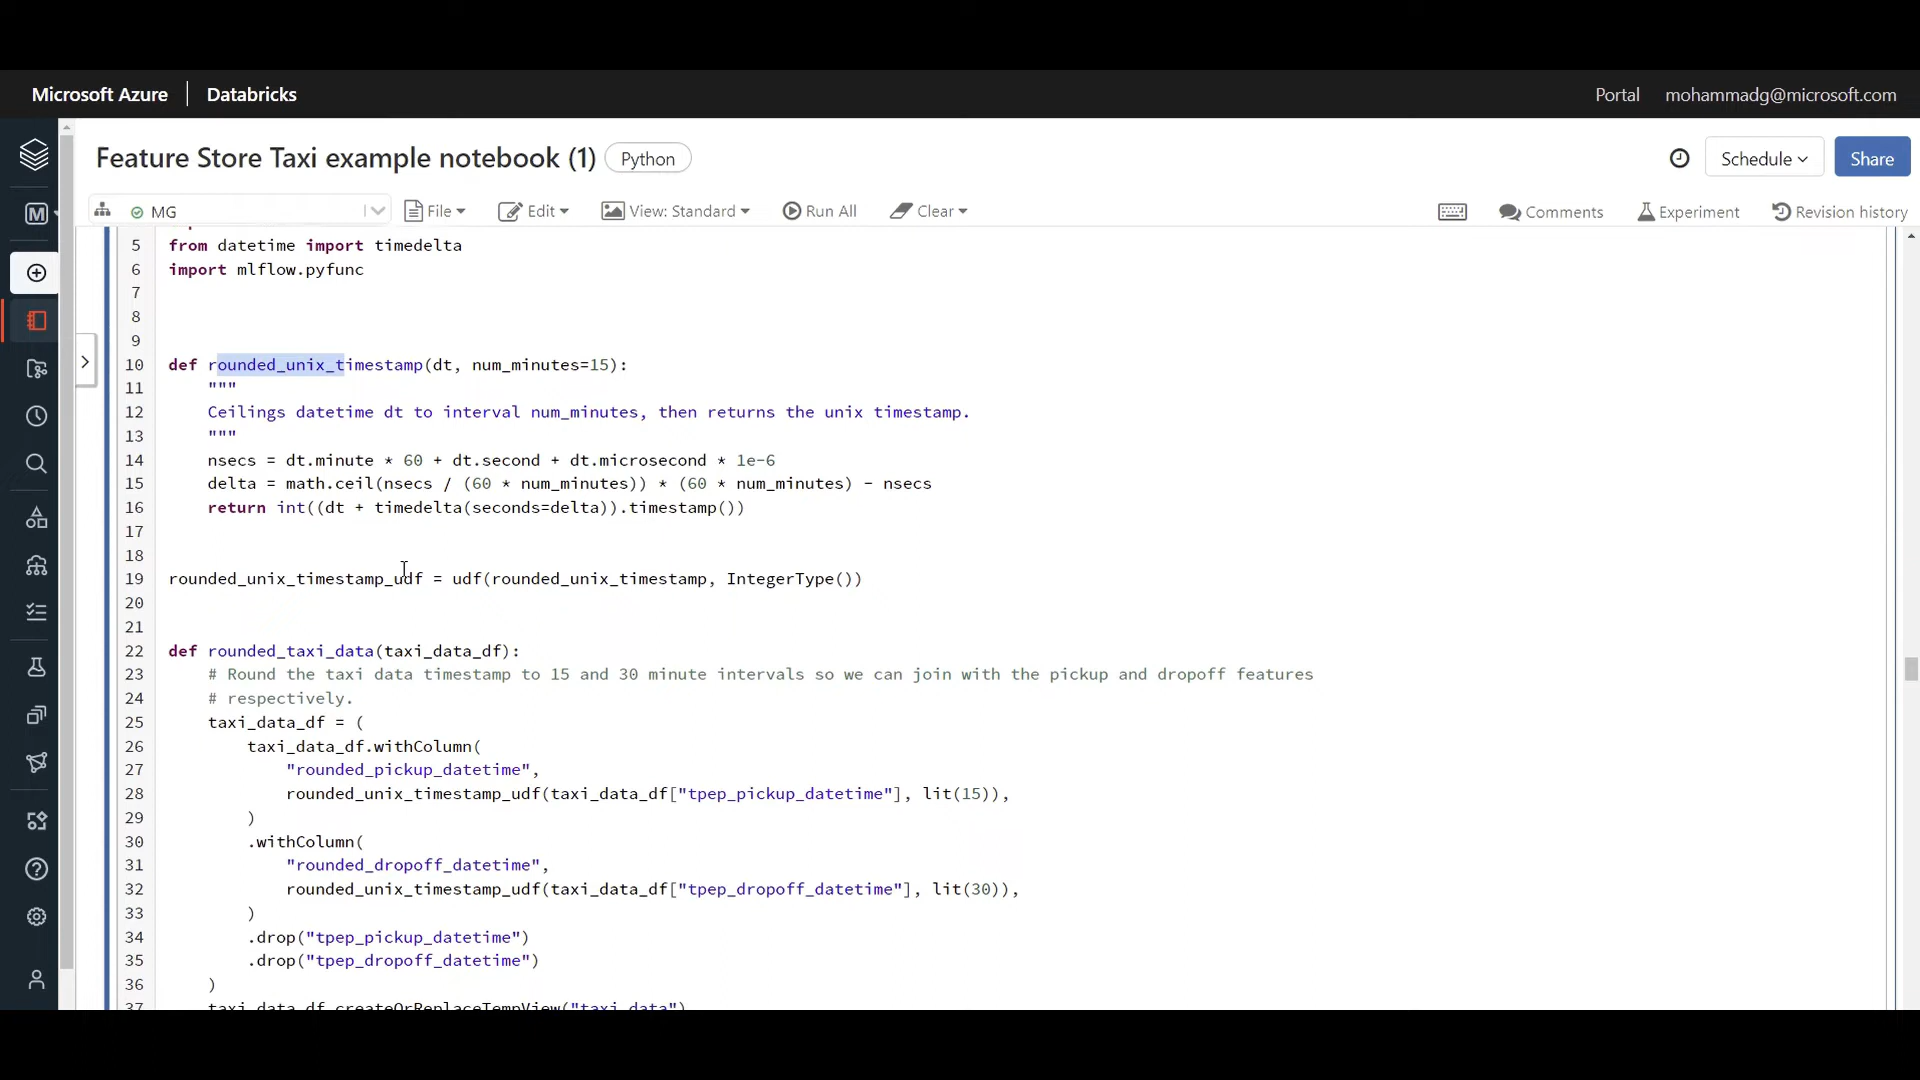 Microsoft Azure | Databricks
Portal mohammadg@microsoft.com
Feature Store Taxi example notebook (1) Python
Schedule Share
M MG File Edit View: Standard Run All Clear Comments Experiment Revision history
5 from datetime import timedelta
6 import mlflow.pyfunc
7
8
9
10 def rounded_unix_timestamp(dt, num_minutes=15):
11 """
12 Ceilings datetime dt to interval num_minutes, then returns the unix timestamp.
13 """
14 nsecs = dt.minute * 60 + dt.second + dt.microsecond * 1e-6
15 delta = math.ceil(nsecs / (60 * num_minutes)) * (60 * num_minutes) - nsecs
16 return int((dt + timedelta(seconds=delta)).timestamp())
17
18
19 rounded_unix_timestamp_udf = udf(rounded_unix_timestamp, IntegerType())
20
21
22 def rounded_taxi_data(taxi_data_df):
23 # Round the taxi data timestamp to 15 and 30 minute intervals so we can join with the pickup and dropoff features
24 # respectively.
25 taxi_data_df = (
26 taxi_data_df.withColumn(
27 "rounded_pickup_datetime",
28 rounded_unix_timestamp_udf(taxi_data_df["tpep_pickup_datetime"], lit(15)),
29 )
30 .withColumn(
31 "rounded_dropoff_datetime",
32 rounded_unix_timestamp_udf(taxi_data_df["tpep_dropoff_datetime"], lit(30)),
33 )
34 .drop("tpep_pickup_datetime")
35 .drop("tpep_dropoff_datetime")
36 )
37 taxi_data_df.createOrReplaceTempView("taxi_data")